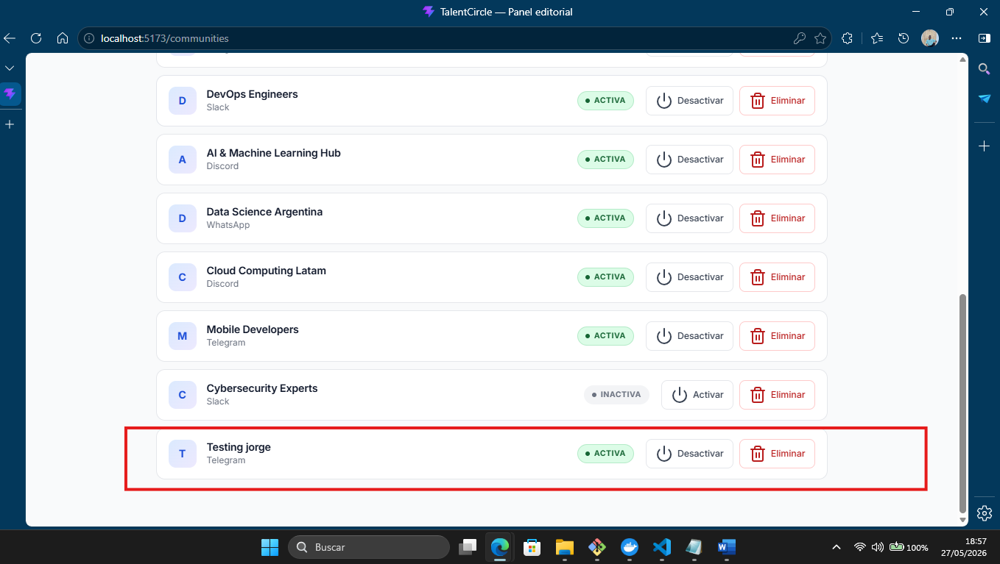 TalentCircle — Panel editorial
localhost:5173/communities
D DevOps Engineers ACTIVA Desactivar Eliminar
Slack
A AI & Machine Learning Hub ACTIVA Desactivar Eliminar
Discord
D Data Science Argentina ACTIVA Desactivar Eliminar
WhatsApp
C Cloud Computing Latam ACTIVA Desactivar Eliminar
Discord
M Mobile Developers ACTIVA Desactivar Eliminar
Telegram
C Cybersecurity Experts INACTIVA Activar Eliminar
Slack
T Testing jorge ACTIVA Desactivar Eliminar
Telegram
Buscar
100%
18:57
27/05/2026